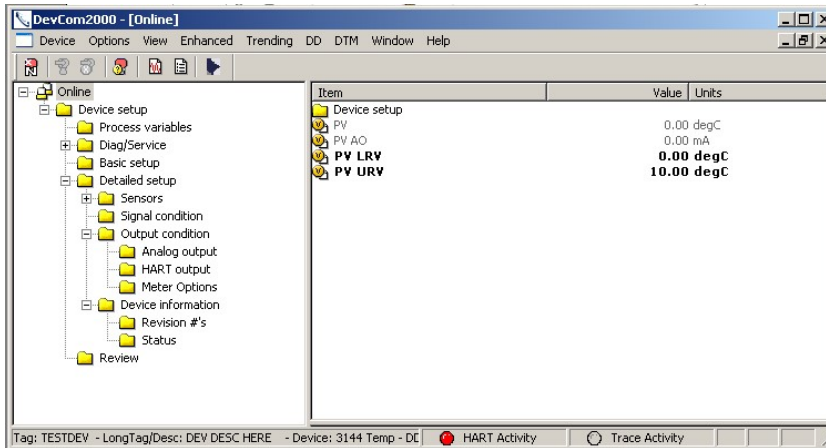 DevCom2000 - [Online]
Device Options View Enhanced Trending DD DTM Window Help
Online
Device setup
Process variables
Diag/Service
Basic setup
Detailed setup
Sensors
Signal condition
Output condition
Analog output
HART output
Meter Options
Device information
Revision #'s
Status
Review
Item Value Units
Device setup
PV 0.00 degC
PV AO 0.00 mA
PV LRV 0.00 degC
PV URV 10.00 degC
Tag: TESTDEV - LongTag/Desc: DEV DESC HERE - Device: 3144 Temp - DE HART Activity Trace Activity